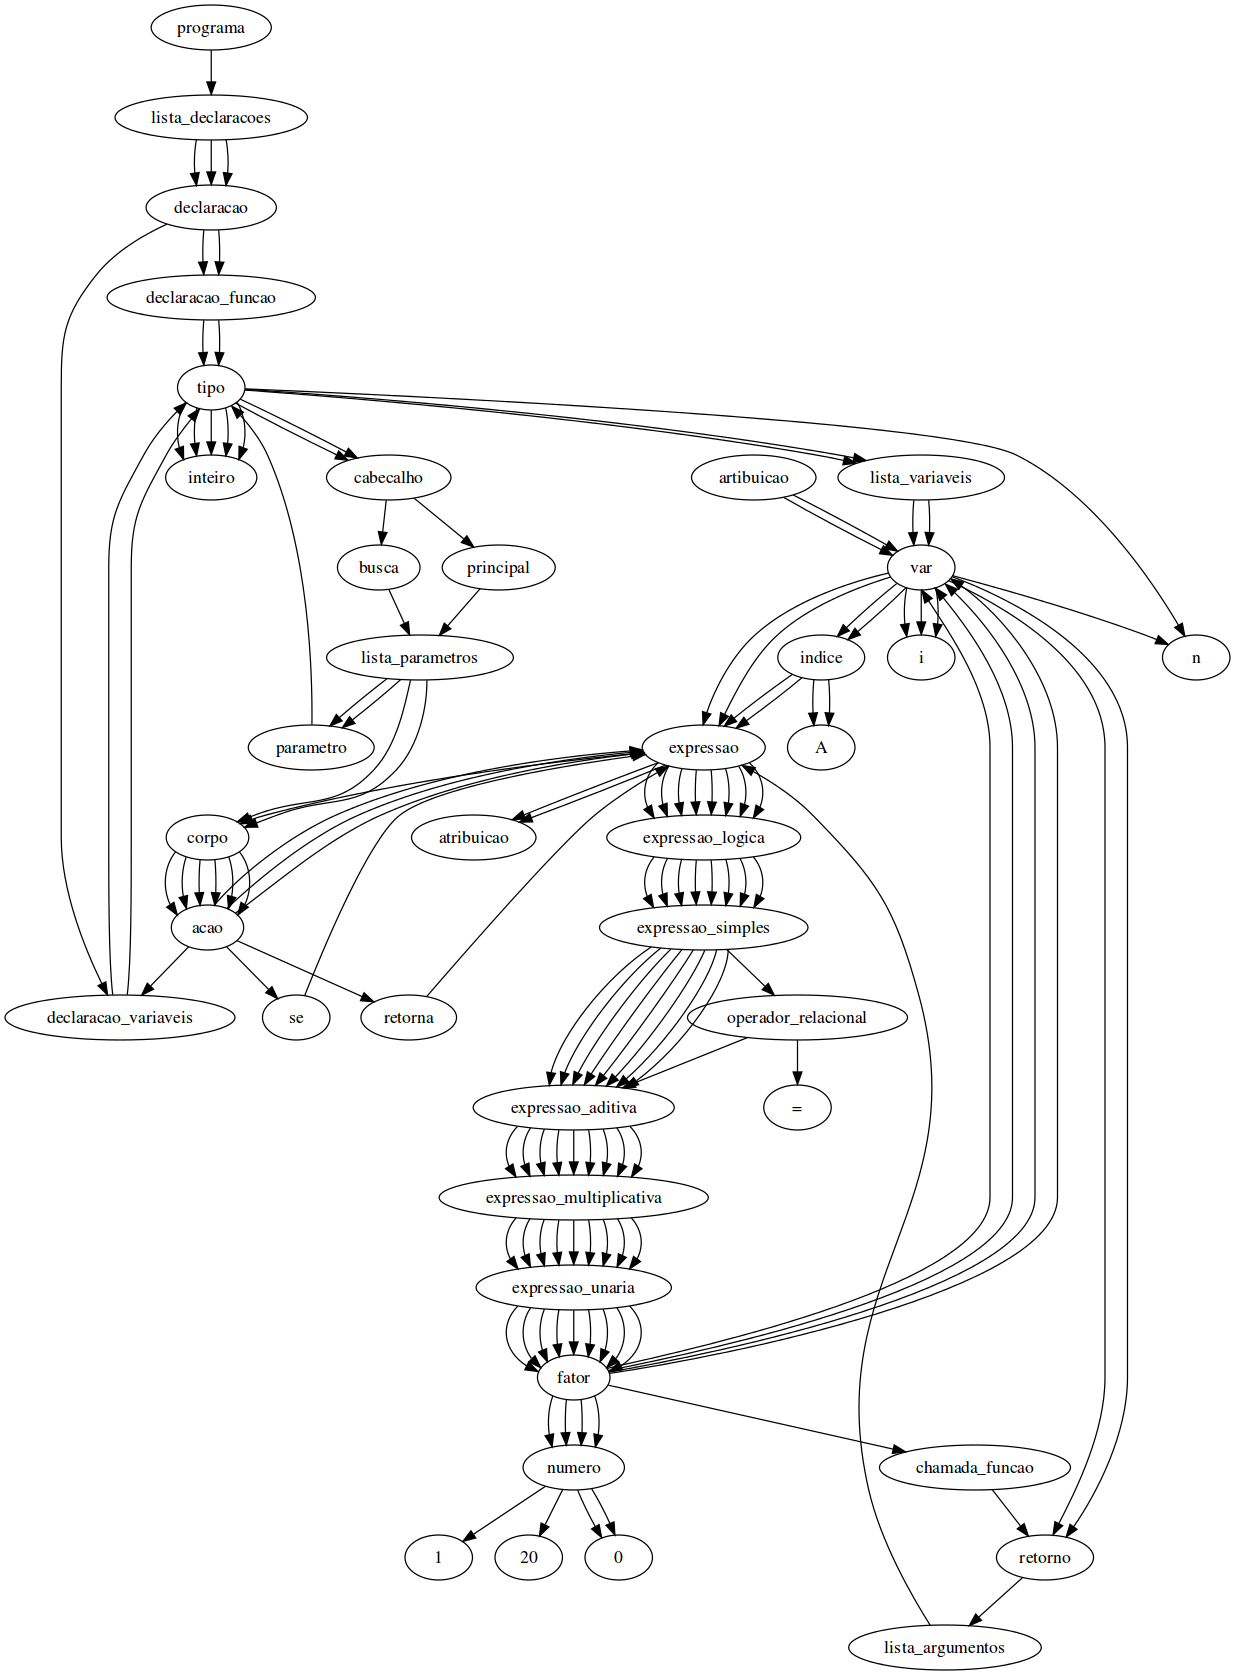 programa
lista_declaracoes
declaracao
declaracao_funcao
tipo
inteiro
cabecalho
artibuicao
lista_variaveis
busca
principal
var
lista_parametros
indice
i
n
parametro
expressao
A
corpo
atribuicao
expressao_logica
acao
expressao_simples
declaracao_variaveis
se
retorna
operador_relacional
expressao_aditiva
=
expressao_multiplicativa
expressao_unaria
fator
numero
chamada_funcao
1
20
0
retorno
lista_argumentos